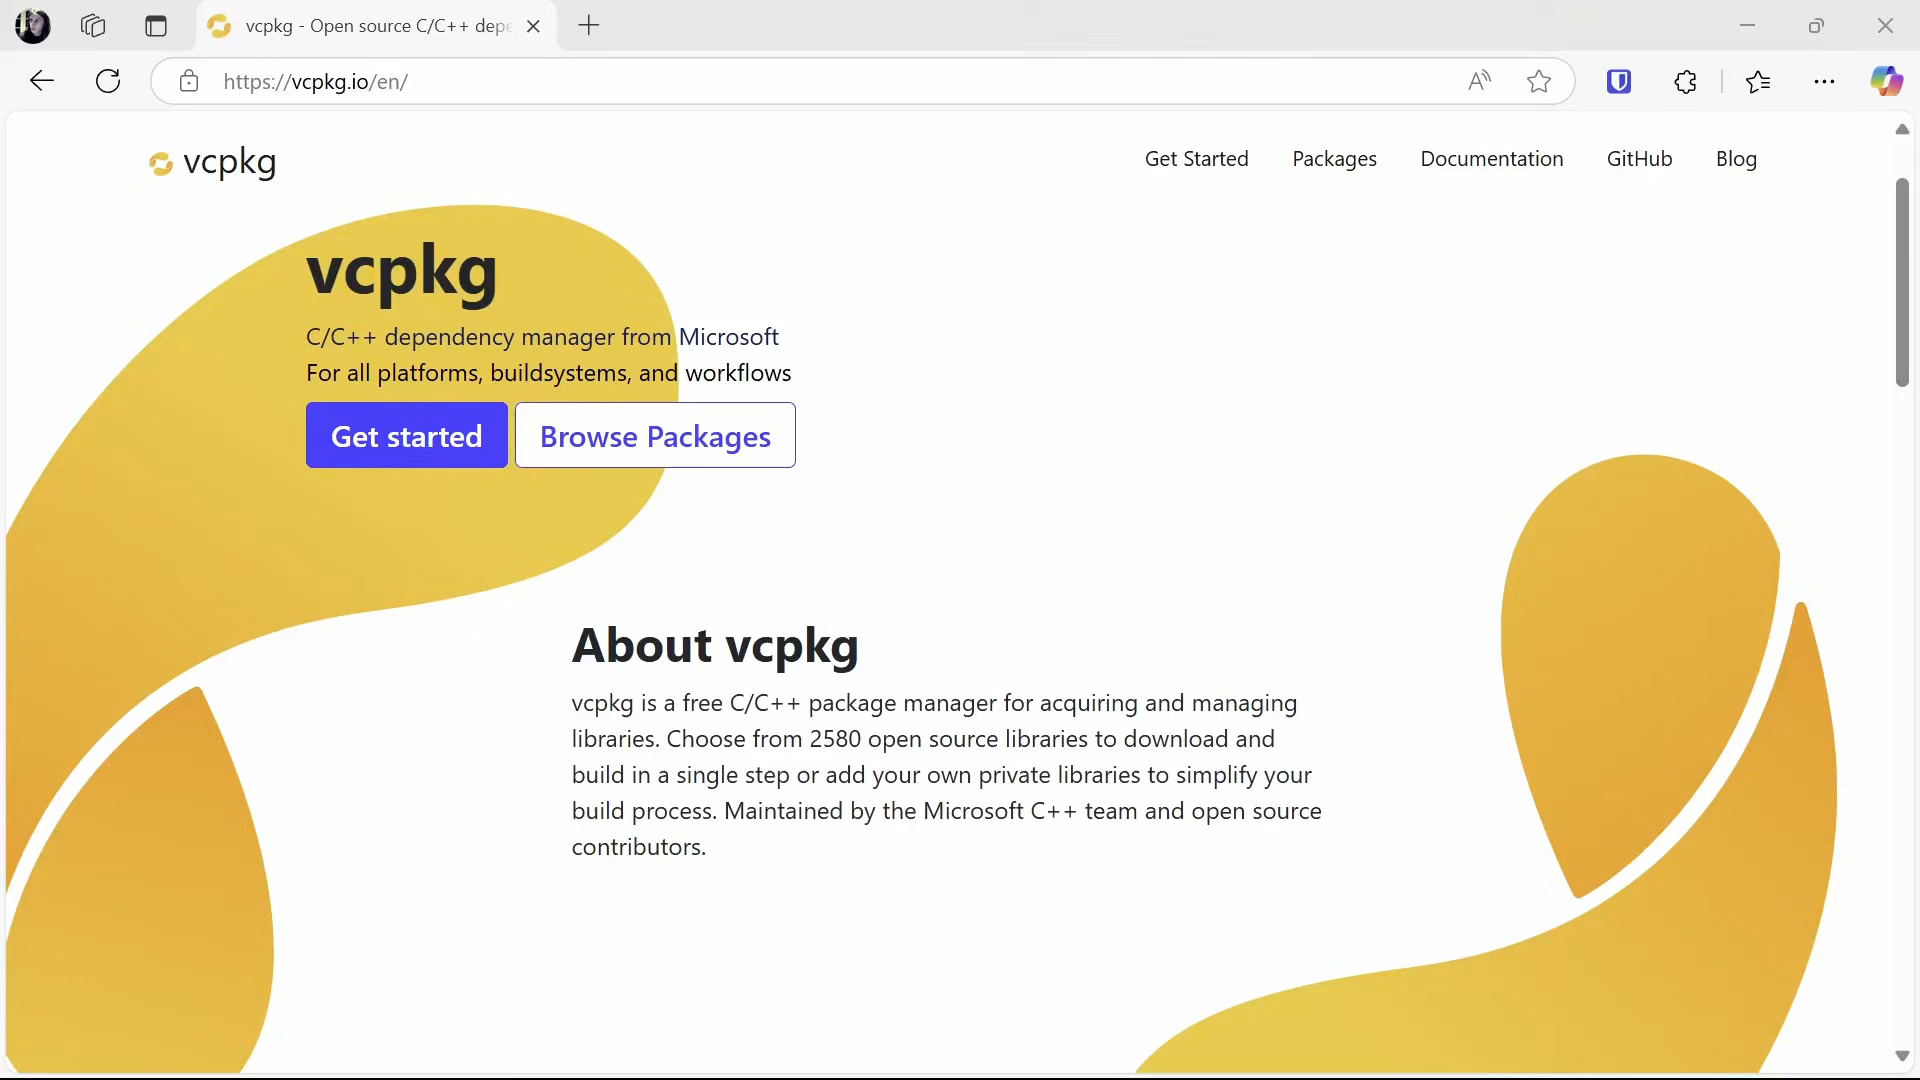 vcpkg - Open source C/C++ depe
https://vcpkg.io/en/
vcpkg
Get Started
Packages
Documentation
GitHub
Blog
vcpkg
C/C++ dependency manager from Microsoft
For all platforms, buildsystems, and workflows
Get started
Browse Packages
About vcpkg
vcpkg is a free C/C++ package manager for acquiring and managing
libraries. Choose from 2580 open source libraries to download and
build in a single step or add your own private libraries to simplify your
build process. Maintained by the Microsoft C++ team and open source
contributors.